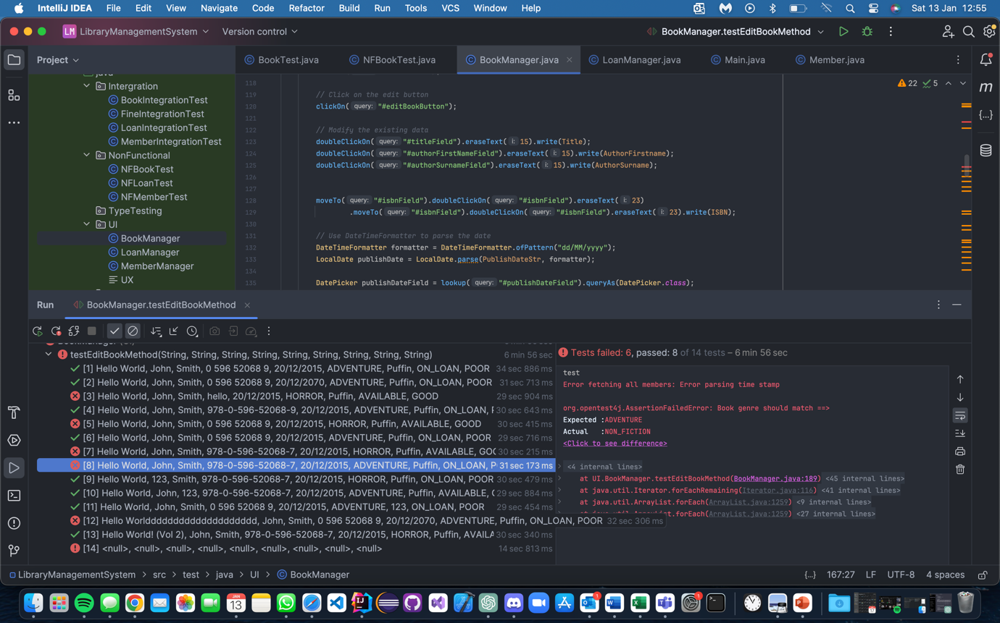 IntelliJ IDEA File Edit View Navigate Code Refactor Build Run Tools VCS Window Help Sat 13 Jan 12:55
LM LibraryManagementSystem Version control BookManager.testEditBookMethod
Project BookTest.java NFBookTest.java BookManager.java LoanManager.java Main.java Member.java
java
Intergration
BookIntegrationTest
FineIntegrationTest
LoanIntegrationTest
MemberIntegrationTest
NonFunctional
NFBookTest
NFLoanTest
NFMemberTest
TypeTesting
UI
BookManager
LoanManager
MemberManager
UX
22 5
118
119 // Click on the edit button
120 clickOn( query: "#editBookButton");
121
122 // Modify the existing data
123 doubleClickOn( query: "#titleField").eraseText( i: 15).write(Title);
124 doubleClickOn( query: "#authorFirstNameField").eraseText( i: 15).write(AuthorFirstname);
125 doubleClickOn( query: "#authorSurnameField").eraseText( i: 15).write(AuthorSurname);
126
127
128 moveTo( query: "#isbnField").doubleClickOn( query: "#isbnField").eraseText( i: 23)
129 .moveTo( query: "#isbnField").doubleClickOn( query: "#isbnField").eraseText( i: 23).write(ISBN);
130
131 // Use DateTimeFormatter to parse the date
132 DateTimeFormatter formatter = DateTimeFormatter.ofPattern("dd/MM/yyyy");
133 LocalDate publishDate = LocalDate.parse(PublishDateStr, formatter);
134
135 DatePicker publishDateField = lookup( query: "#publishDateField").queryAs(DatePicker.class);
Run BookManager.testEditBookMethod
testEditBookMethod(String, String, String, String, String, String, String, String, String) 6 min 56 sec
[1] Hello World, John, Smith, 0 596 52068 9, 20/12/2015, ADVENTURE, Puffin, ON_LOAN, POOR 34 sec 886 ms
[2] Hello World, John, Smith, 0 596 52068 9, 20/12/2070, ADVENTURE, Puffin, ON_LOAN, POOR 31 sec 713 ms
[3] Hello World, John, Smith, hello, 20/12/2015, HORROR, Puffin, AVAILABLE, GOOD 29 sec 904 ms
[4] Hello World, John, Smith, 978-0-596-52068-9, 20/12/2015, ADVENTURE, Puffin, ON_LOAN, 30 sec 643 ms
[5] Hello World, John, Smith, 978-0-596-52068-7, 20/12/2015, HORROR, Puffin, AVAILABLE, GOOD 30 sec 415 ms
[6] Hello World, John, Smith, 0 596 52068 9, 20/12/2015, ADVENTURE, Puffin, ON_LOAN, POOR 29 sec 716 ms
[7] Hello World, John, Smith, 978-0-596-52068-7, 20/12/2015, HORROR, Puffin, AVAILABLE, GO 30 sec 215 ms
[8] Hello World, John, Smith, 978-0-596-52068-7, 20/12/2015, ADVENTURE, Puffin, ON_LOAN, P 31 sec 173 ms
[9] Hello World, 123, Smith, 978-0-596-52068-7, 20/12/2015, HORROR, Puffin, ON_LOAN, POOR 30 sec 479 ms
[10] Hello World, John, 123, 978-0-596-52068-7, 20/12/2015, ADVENTURE, Puffin, ON_LOAN, POOR 29 sec 884 ms
[11] Hello World, John, Smith, 0 596 52068 9, 20/12/2015, ADVENTURE, 123, ON_LOAN, POOR 29 sec 454 ms
[12] Hello Worldddddddddddddddddddddd, John, Smith, 0 596 52068 9, 20/12/2070, ADVENTURE, Puffin, ON_LOAN, POOR 32 sec 306 ms
[13] Hello World! (Vol 2), John, Smith, 978-0-596-52068-7, 20/12/2015, HORROR, Puffin, AVAILA 30 sec 340 ms
[14] <null>, <null>, <null>, <null>, <null>, <null>, <null>, <null>, <null> 14 sec 813 ms
Tests failed: 6, passed: 8 of 14 tests – 6 min 56 sec
test
Error fetching all members: Error parsing time stamp
org.opentest4j.AssertionFailedError: Book genre should match ==>
Expected :ADVENTURE
Actual :NON_FICTION
<Click to see difference>
<4 internal lines>
at UI.BookManager.testEditBookMethod(BookManager.java:189) <45 internal lines>
at java.util.Iterator.forEachRemaining(Iterator.java:116) <41 internal lines>
at java.util.ArrayList.forEach(ArrayList.java:1259) <9 internal lines>
at java.util.ArrayList.forEach(ArrayList.java:1259) <27 internal lines>
LibraryManagementSystem > src > test > java > UI > BookManager {...} 167:27 LF UTF-8 4 spaces
JAN
13